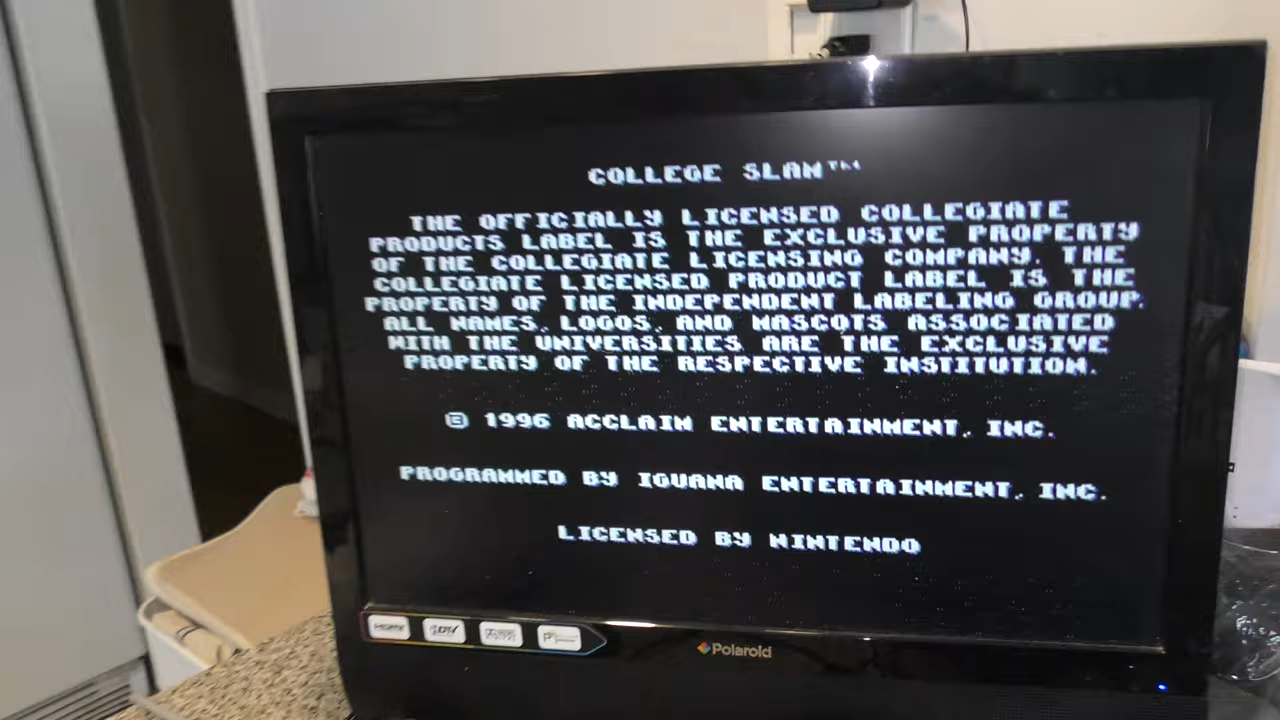 COLLEGE SLAM™
THE OFFICIALLY LICENSED COLLEGIATE
PRODUCTS LABEL IS THE EXCLUSIVE PROPERTY
OF THE COLLEGIATE LICENSING COMPANY. THE
COLLEGIATE LICENSED PRODUCT LABEL IS THE
PROPERTY OF THE INDEPENDENT LABELING GROUP.
ALL NAMES, LOGOS, AND MASCOTS ASSOCIATED
WITH THE UNIVERSITIES ARE THE EXCLUSIVE
PROPERTY OF THE RESPECTIVE INSTITUTION.
© 1996 ACCLAIM ENTERTAINMENT, INC.
PROGRAMMED BY IGUANA ENTERTAINMENT, INC.
LICENSED BY NINTENDO
HDMI
Polaroid